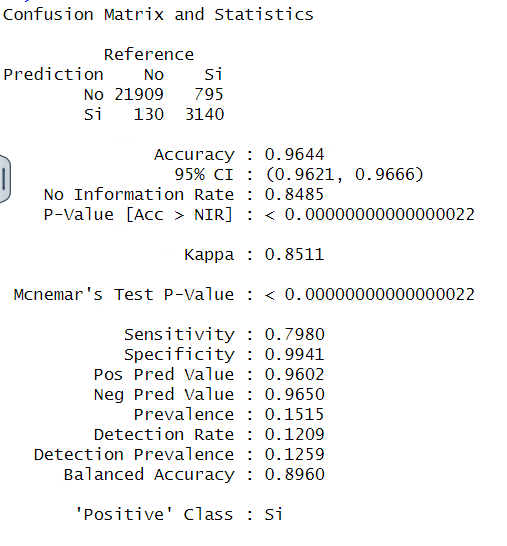 Confusion Matrix and Statistics
Reference
Prediction No Si
No 21909 795
Si 130 3140
Accuracy : 0.9644
95% CI : (0.9621, 0.9666)
No Information Rate : 0.8485
P-Value [Acc > NIR] : < 0.00000000000000022
Kappa : 0.8511
Mcnemar's Test P-Value : < 0.00000000000000022
Sensitivity : 0.7980
Specificity : 0.9941
Pos Pred Value : 0.9602
Neg Pred Value : 0.9650
Prevalence : 0.1515
Detection Rate : 0.1209
Detection Prevalence : 0.1259
Balanced Accuracy : 0.8960
'Positive' Class : Si